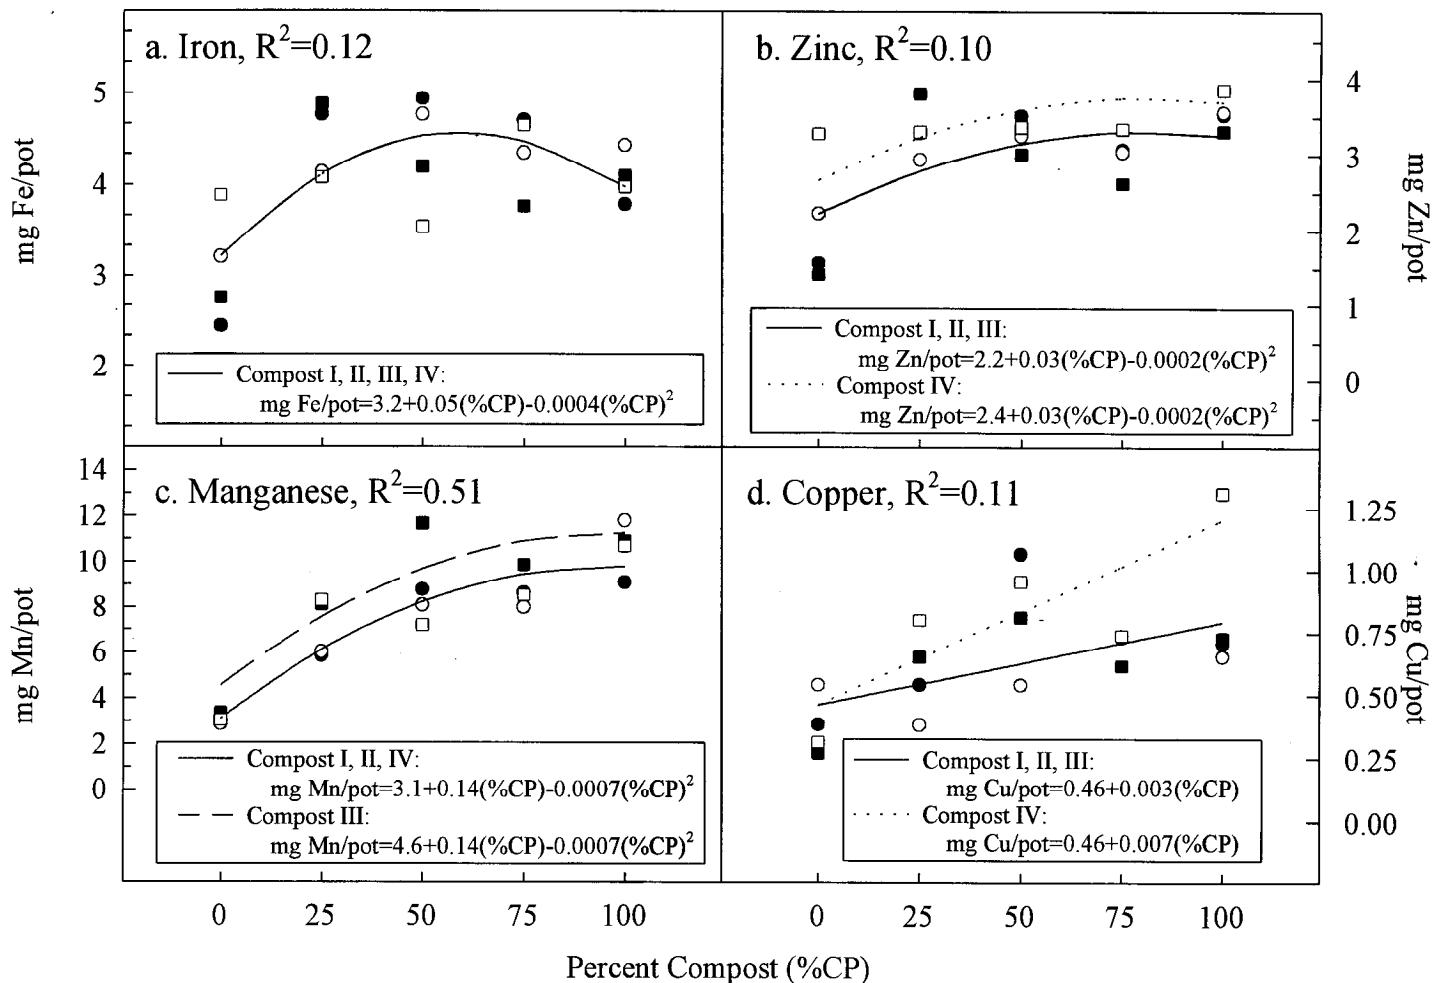 a. Iron, R²=0.12
mg Fe/pot
5
4
3
2
Compost I, II, III, IV:
mg Fe/pot=3.2+0.05(%CP)-0.0004(%CP)²
b. Zinc, R²=0.10
mg Zn/pot
4
3
2
1
0
Compost I, II, III:
mg Zn/pot=2.2+0.03(%CP)-0.0002(%CP)²
Compost IV:
mg Zn/pot=2.4+0.03(%CP)-0.0002(%CP)²
c. Manganese, R²=0.51
mg Mn/pot
14
12
10
8
6
4
2
0
Compost I, II, IV:
mg Mn/pot=3.1+0.14(%CP)-0.0007(%CP)²
Compost III:
mg Mn/pot=4.6+0.14(%CP)-0.0007(%CP)²
d. Copper, R²=0.11
mg Cu/pot
1.25
1.00
0.75
0.50
0.25
0.00
Compost I, II, III:
mg Cu/pot=0.46+0.003(%CP)
Compost IV:
mg Cu/pot=0.46+0.007(%CP)
0 25 50 75 100
0 25 50 75 100
Percent Compost (%CP)